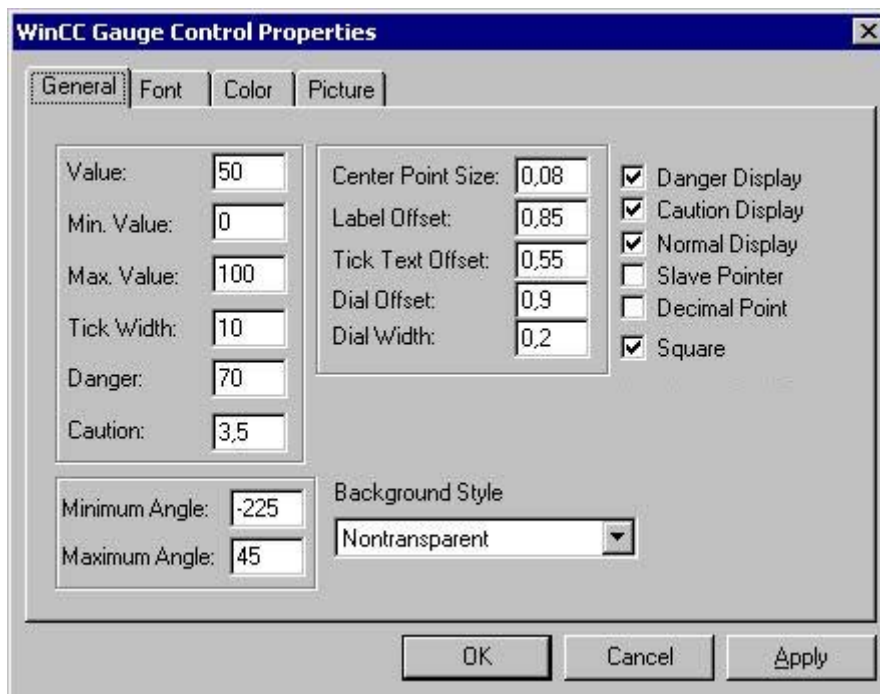 WinCC Gauge Control Properties
General Font Color Picture
Value: 50
Min. Value: 0
Max. Value: 100
Tick Width: 10
Danger: 70
Caution: 3,5
Center Point Size: 0,08
Label Offset: 0,85
Tick Text Offset: 0,55
Dial Offset: 0,9
Dial Width: 0,2
Danger Display
Caution Display
Normal Display
Slave Pointer
Decimal Point
Square
Minimum Angle: -225
Maximum Angle: 45
Background Style
Nontransparent
OK Cancel Apply